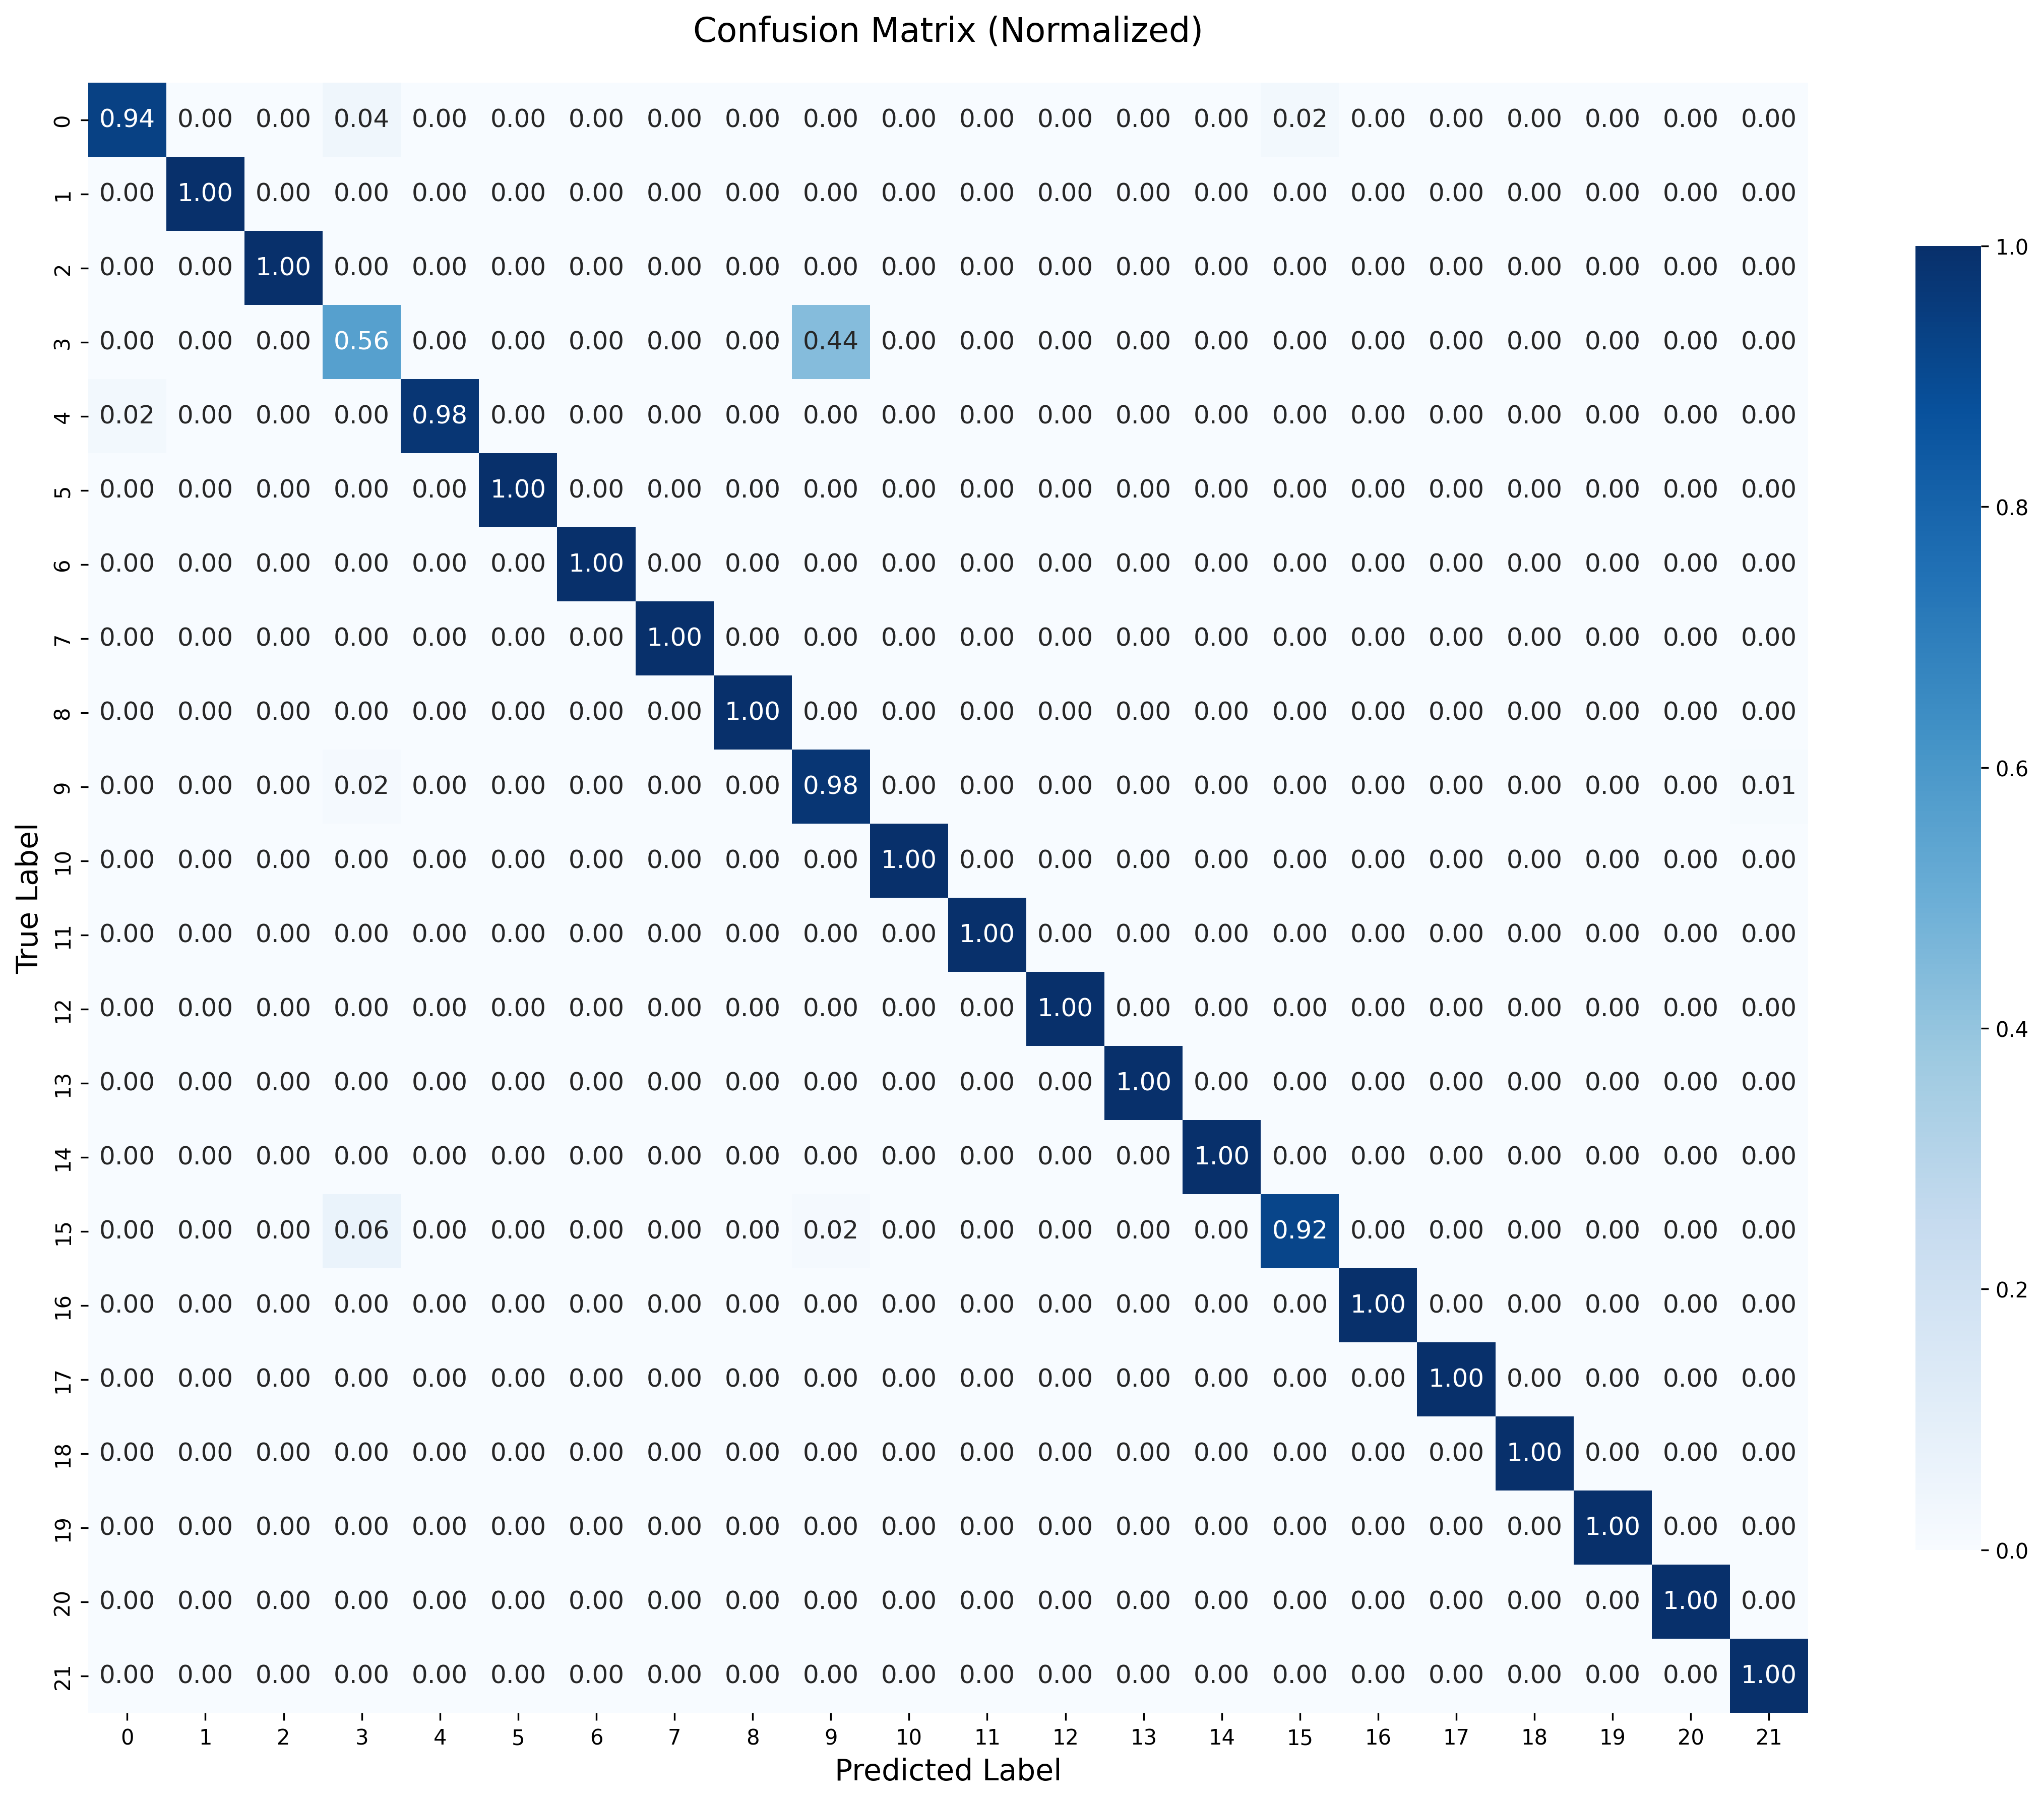 Confusion Matrix (Normalized)
0 0.94 0.00 0.00 0.04 0.00 0.00 0.00 0.00 0.00 0.00 0.00 0.00 0.00 0.00 0.00 0.02 0.00 0.00 0.00 0.00 0.00 0.00
1 0.00 1.00 0.00 0.00 0.00 0.00 0.00 0.00 0.00 0.00 0.00 0.00 0.00 0.00 0.00 0.00 0.00 0.00 0.00 0.00 0.00 0.00
2 0.00 0.00 1.00 0.00 0.00 0.00 0.00 0.00 0.00 0.00 0.00 0.00 0.00 0.00 0.00 0.00 0.00 0.00 0.00 0.00 0.00 0.00
3 0.00 0.00 0.00 0.56 0.00 0.00 0.00 0.00 0.00 0.44 0.00 0.00 0.00 0.00 0.00 0.00 0.00 0.00 0.00 0.00 0.00 0.00
4 0.02 0.00 0.00 0.00 0.98 0.00 0.00 0.00 0.00 0.00 0.00 0.00 0.00 0.00 0.00 0.00 0.00 0.00 0.00 0.00 0.00 0.00
5 0.00 0.00 0.00 0.00 0.00 1.00 0.00 0.00 0.00 0.00 0.00 0.00 0.00 0.00 0.00 0.00 0.00 0.00 0.00 0.00 0.00 0.00
6 0.00 0.00 0.00 0.00 0.00 0.00 1.00 0.00 0.00 0.00 0.00 0.00 0.00 0.00 0.00 0.00 0.00 0.00 0.00 0.00 0.00 0.00
7 0.00 0.00 0.00 0.00 0.00 0.00 0.00 1.00 0.00 0.00 0.00 0.00 0.00 0.00 0.00 0.00 0.00 0.00 0.00 0.00 0.00 0.00
8 0.00 0.00 0.00 0.00 0.00 0.00 0.00 0.00 1.00 0.00 0.00 0.00 0.00 0.00 0.00 0.00 0.00 0.00 0.00 0.00 0.00 0.00
9 0.00 0.00 0.00 0.02 0.00 0.00 0.00 0.00 0.00 0.98 0.00 0.00 0.00 0.00 0.00 0.00 0.00 0.00 0.00 0.00 0.00 0.01
10 0.00 0.00 0.00 0.00 0.00 0.00 0.00 0.00 0.00 0.00 1.00 0.00 0.00 0.00 0.00 0.00 0.00 0.00 0.00 0.00 0.00 0.00
11 0.00 0.00 0.00 0.00 0.00 0.00 0.00 0.00 0.00 0.00 0.00 1.00 0.00 0.00 0.00 0.00 0.00 0.00 0.00 0.00 0.00 0.00
12 0.00 0.00 0.00 0.00 0.00 0.00 0.00 0.00 0.00 0.00 0.00 0.00 1.00 0.00 0.00 0.00 0.00 0.00 0.00 0.00 0.00 0.00
13 0.00 0.00 0.00 0.00 0.00 0.00 0.00 0.00 0.00 0.00 0.00 0.00 0.00 1.00 0.00 0.00 0.00 0.00 0.00 0.00 0.00 0.00
14 0.00 0.00 0.00 0.00 0.00 0.00 0.00 0.00 0.00 0.00 0.00 0.00 0.00 0.00 1.00 0.00 0.00 0.00 0.00 0.00 0.00 0.00
15 0.00 0.00 0.00 0.06 0.00 0.00 0.00 0.00 0.00 0.02 0.00 0.00 0.00 0.00 0.00 0.92 0.00 0.00 0.00 0.00 0.00 0.00
16 0.00 0.00 0.00 0.00 0.00 0.00 0.00 0.00 0.00 0.00 0.00 0.00 0.00 0.00 0.00 0.00 1.00 0.00 0.00 0.00 0.00 0.00
17 0.00 0.00 0.00 0.00 0.00 0.00 0.00 0.00 0.00 0.00 0.00 0.00 0.00 0.00 0.00 0.00 0.00 1.00 0.00 0.00 0.00 0.00
18 0.00 0.00 0.00 0.00 0.00 0.00 0.00 0.00 0.00 0.00 0.00 0.00 0.00 0.00 0.00 0.00 0.00 0.00 1.00 0.00 0.00 0.00
19 0.00 0.00 0.00 0.00 0.00 0.00 0.00 0.00 0.00 0.00 0.00 0.00 0.00 0.00 0.00 0.00 0.00 0.00 0.00 1.00 0.00 0.00
20 0.00 0.00 0.00 0.00 0.00 0.00 0.00 0.00 0.00 0.00 0.00 0.00 0.00 0.00 0.00 0.00 0.00 0.00 0.00 0.00 1.00 0.00
21 0.00 0.00 0.00 0.00 0.00 0.00 0.00 0.00 0.00 0.00 0.00 0.00 0.00 0.00 0.00 0.00 0.00 0.00 0.00 0.00 0.00 1.00
0 1 2 3 4 5 6 7 8 9 10 11 12 13 14 15 16 17 18 19 20 21
Predicted Label
True Label
1.0
0.8
0.6
0.4
0.2
0.0